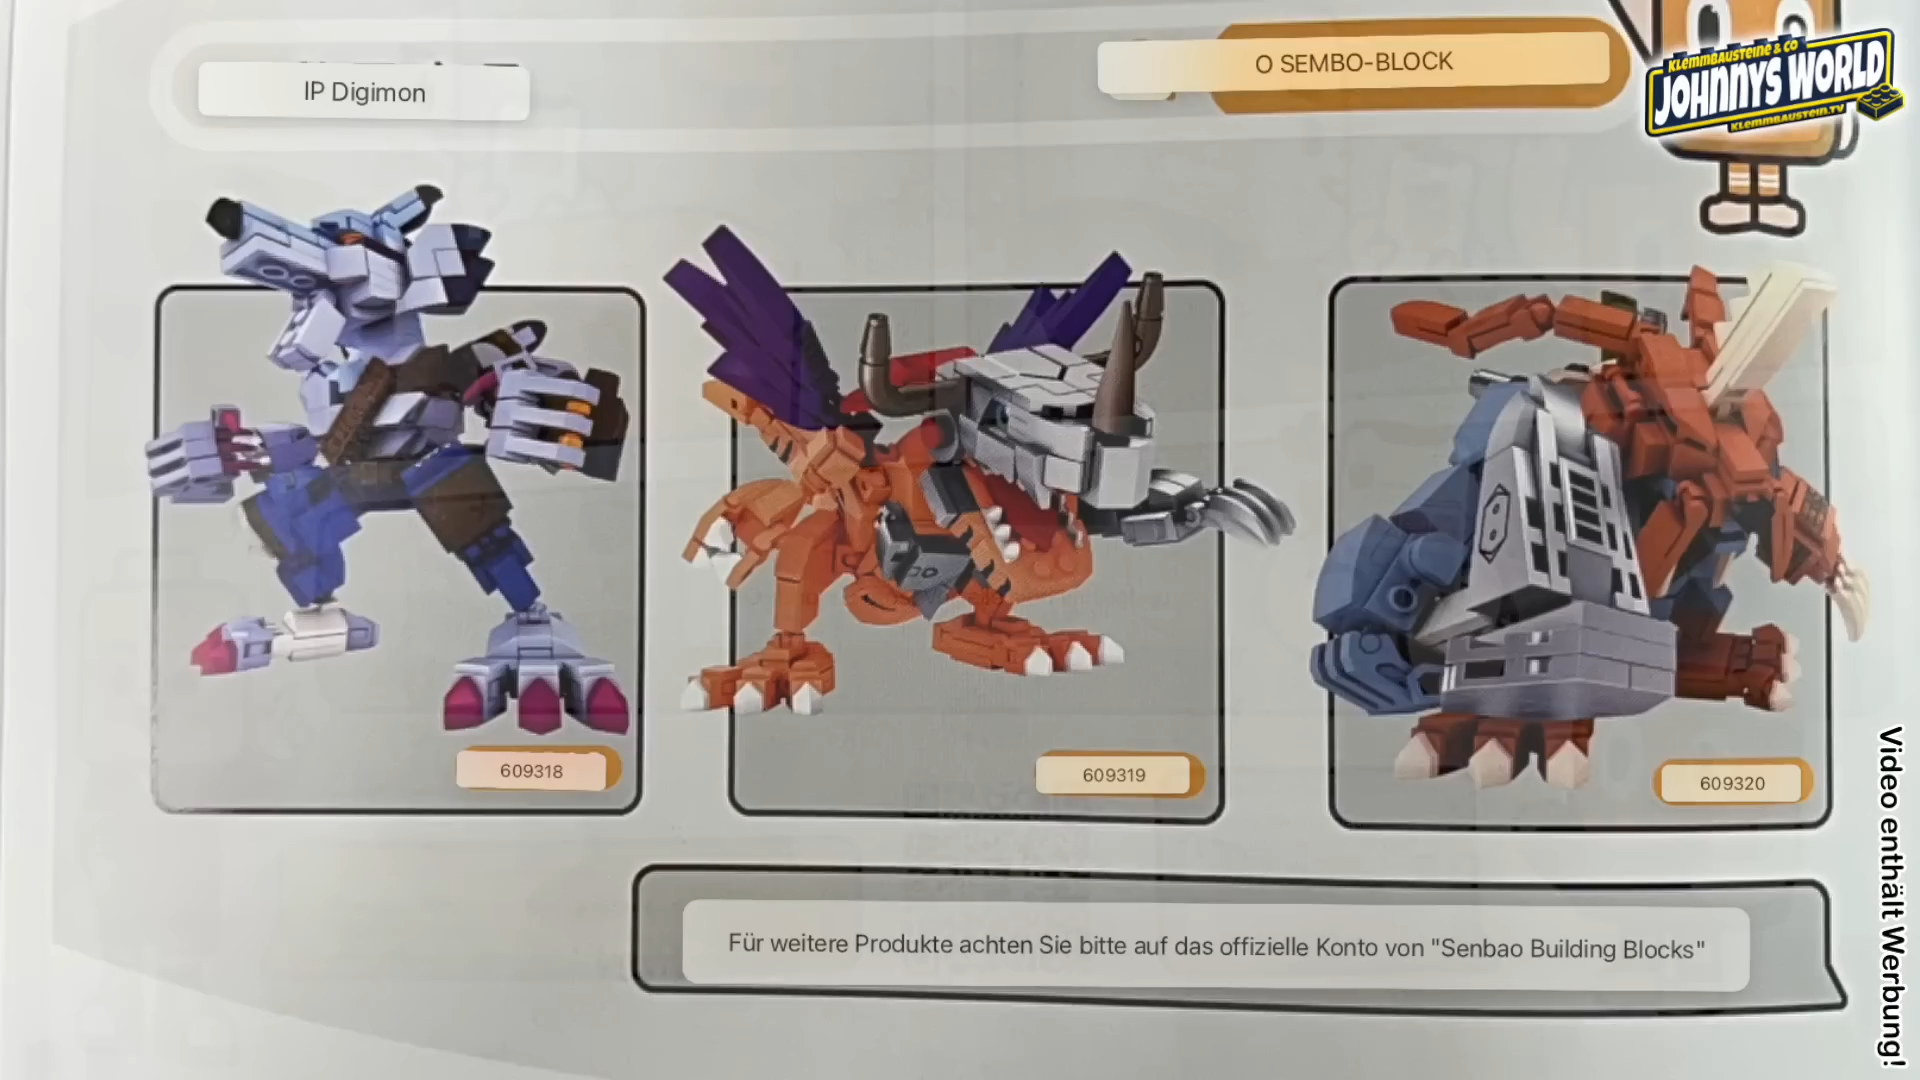 IP Digimon
O SEMBO-BLOCK
KLEMMBAUSTEINE & CO
JOHNNYS WORLD
KLEMMBAUSTEIN.TV
609318
609319
609320
Für weitere Produkte achten Sie bitte auf das offizielle Konto von "Senbao Building Blocks"
Video enthält Werbung!